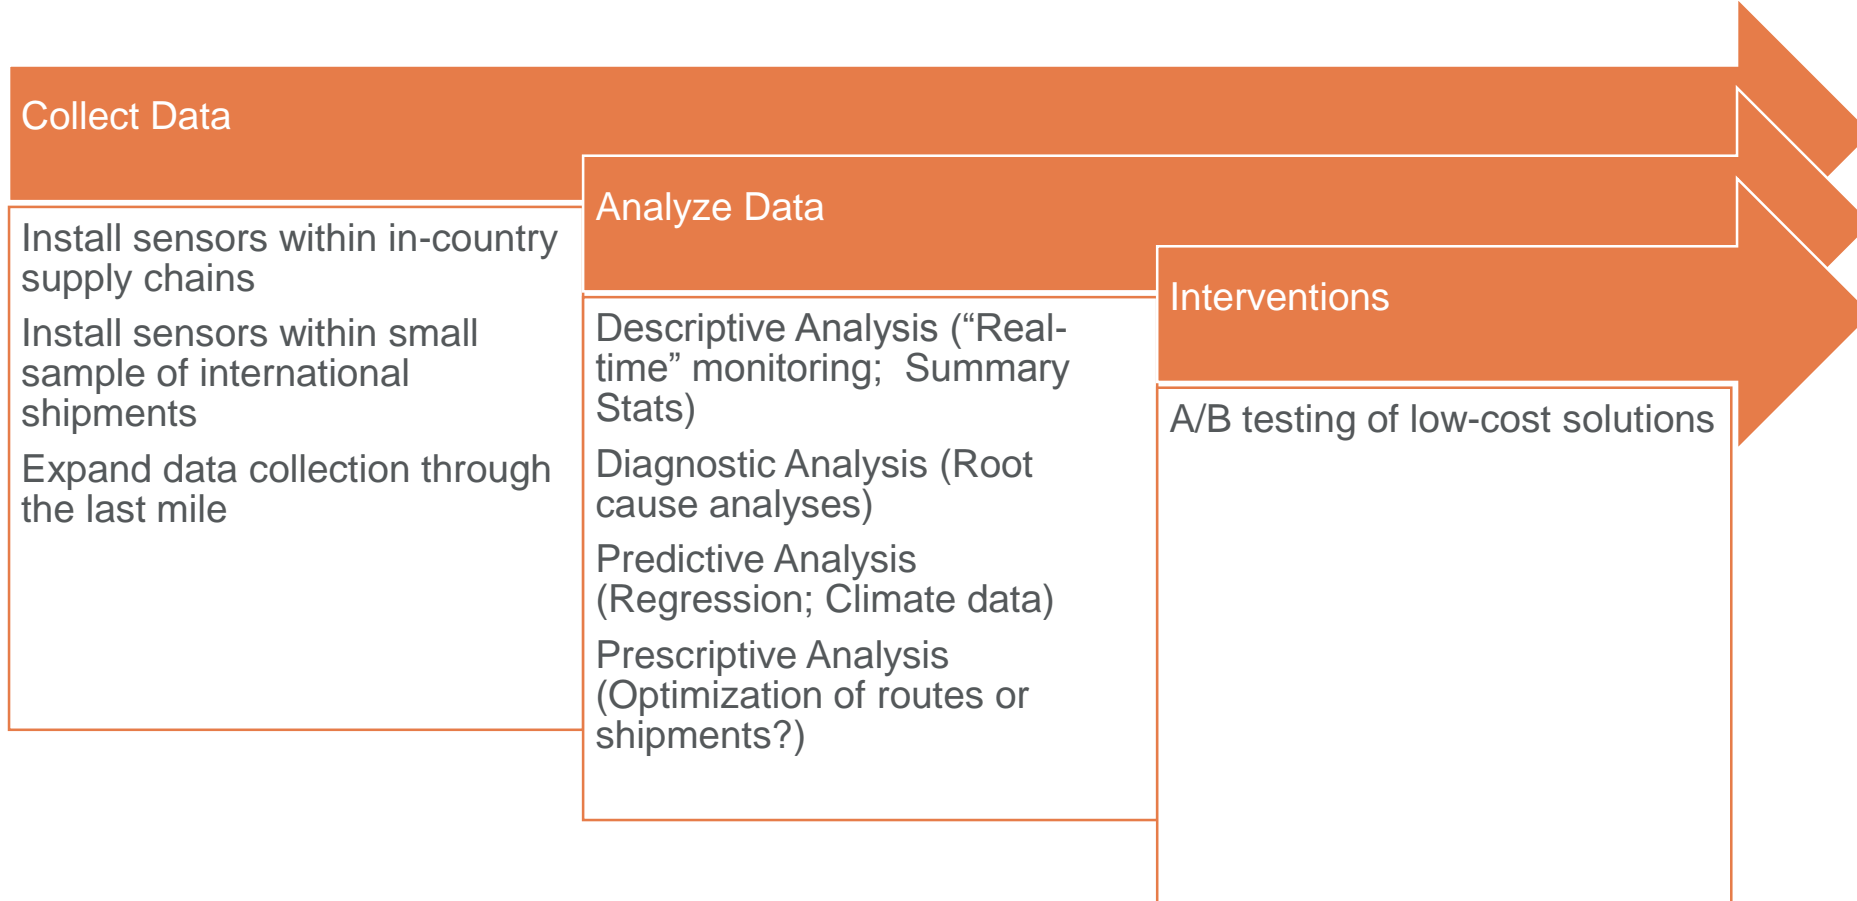 Collect Data
Install sensors within in-country
supply chains
Install sensors within small
sample of international
shipments
Expand data collection through
the last mile
Analyze Data
Descriptive Analysis (“Real-
time” monitoring;  Summary
Stats)
Diagnostic Analysis (Root
cause analyses)
Predictive Analysis
(Regression; Climate data)
Prescriptive Analysis
(Optimization of routes or
shipments?)
Interventions
A/B testing of low-cost solutions